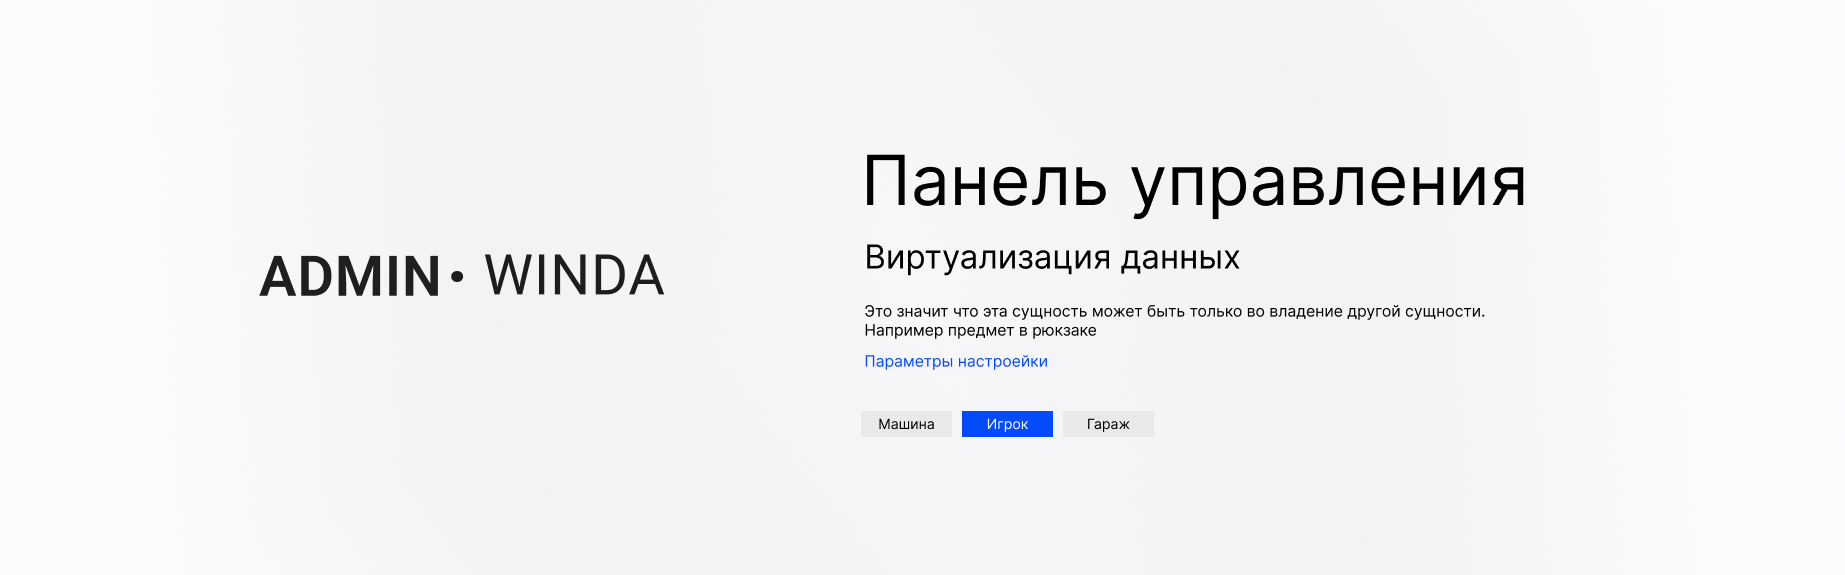 ADMIN • WINDA
Панель управления
Виртуализация данных
Это значит что эта сущность может быть только во владение другой сущности.
Например предмет в рюкзаке
Параметры настроейки
Машина
Игрок
Гараж